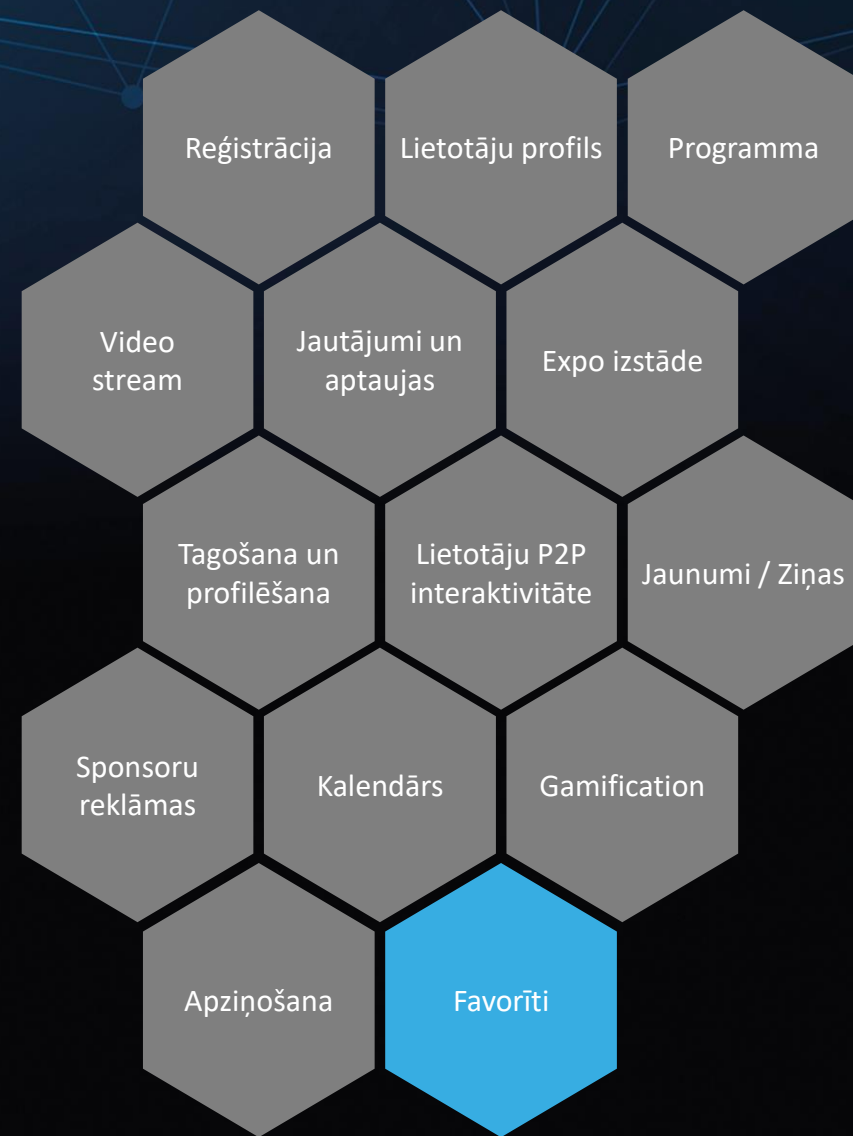 Reģistrācija
Lietotāju profils
Programma
Video
stream
Jautājumi un
aptaujas
Expo izstāde
Tagošana un
profilēšana
Lietotāju P2P
interaktivitāte
Jaunumi / Ziņas
Sponsoru
reklāmas
Kalendārs
Gamification
Apziņošana
Favorīti